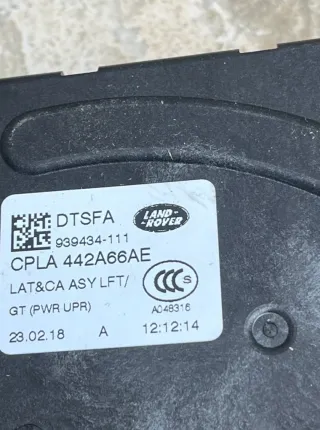 DTSFA
LAND-
ROVER
939434-111
CPLA 442A66AE
LAT&CA ASY LFT/
GT (PWR UPR)
CCC S
A048316
23.02.18 A 12:12:14